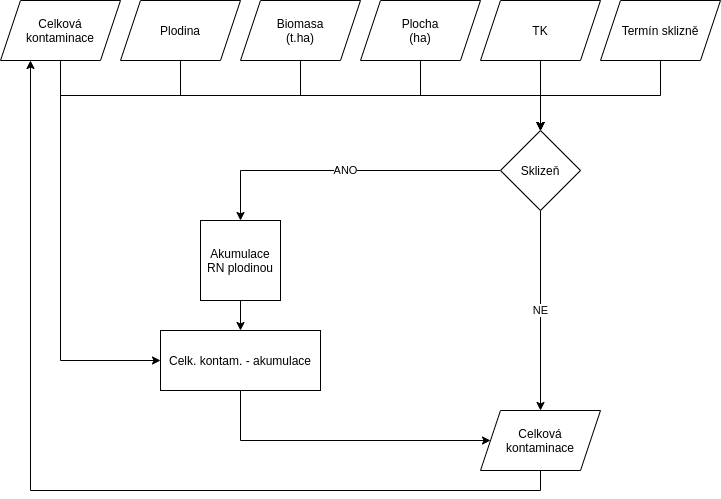 Celková
kontaminace
Plodina
Biomasa
(t.ha)
Plocha
(ha)
TK
Termín sklizně
Sklizeň
ANO
Akumulace
RN plodinou
NE
Celk. kontam. - akumulace
Celková
kontaminace